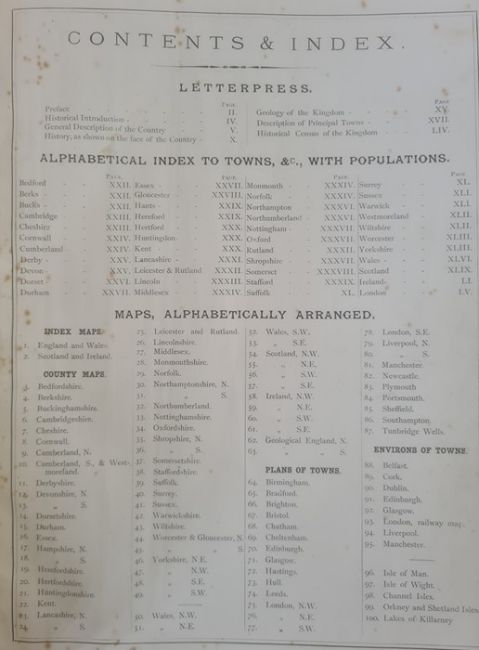 CONTENTS & INDEX.
LETTERPRESS.
PAGE
Preface - - - - II.
Historical Introduction - - - - IV.
General Description of the Country - - V.
History, as shown on the face of the Country - X.
PAGE
Geology of the Kingdom - - - XV.
Description of Principal Towns - - - XVII.
Historical Census of the Kingdom - - LIV.
ALPHABETICAL INDEX TO TOWNS, &c., WITH POPULATIONS.
PAGE
Bedford - - XXII.
Berks - - XXII.
Bucks - - XXII.
Cambridge - - XXIII.
Cheshire - - XXIII.
Cornwall - - XXIV.
Cumberland - - XXIV.
Derby - - XXV.
Devon - - XXV.
Dorset - - XXVI.
Durham - - XXVII.
PAGE
Essex - - XXVII.
Gloucester - - XXVIII.
Hants - - XXIX.
Hereford - - XXIX.
Hertford - - XXX.
Huntingdon - - XXX.
Kent - - XXX.
Lancashire - - XXXI.
Leicester & Rutland XXXII.
Lincoln - - XXXIII.
Middlesex - - XXXIV.
PAGE
Monmouth - - XXXIV.
Norfolk - - XXXIV.
Northampton - - XXXVI.
Northumberland - - XXXVI.
Nottingham - - XXXVII.
Oxford - - XXXVII.
Rutland - - XXXII.
Shropshire - - XXXVII.
Somerset - - XXXVIII.
Stafford - - XXXIX.
Suffolk - - XL.
PAGE
Surrey - - XL.
Sussex - - XLI.
Warwick - - XLI.
Westmoreland - - XLII.
Wiltshire - - XLII.
Worcester - - XLIII.
Yorkshire - - XLIII.
Wales - - XLVI.
Scotland - - XLIX.
Ireland - - LI.
London - - LV.
MAPS, ALPHABETICALLY ARRANGED.
INDEX MAPS.
1. England and Wales.
2. Scotland and Ireland.
COUNTY MAPS.
3. Bedfordshire.
4. Berkshire.
5. Buckinghamshire.
6. Cambridgeshire.
7. Cheshire.
8. Cornwall.
9. Cumberland, N.
10. Cumberland, S., & West-
moreland.
11. Derbyshire.
12. Devonshire, N.
13. „ S.
14. Dorsetshire.
15. Durham.
16. Essex.
17. Hampshire, N.
18. „ S.
19. Herefordshire.
20. Hertfordshire.
21. Huntingdonshire.
22. Kent.
23. Lancashire, N.
24. „ S.
25. Leicester and Rutland.
26. Lincolnshire.
27. Middlesex.
28. Monmouthshire.
29. Norfolk.
30. Northamptonshire, N.
31. „ S.
32. Northumberland.
33. Nottinghamshire.
34. Oxfordshire.
35. Shropshire, N.
36. „ S.
37. Somersetshire.
38. Staffordshire.
39. Suffolk.
40. Surrey.
41. Sussex.
42. Warwickshire.
43. Wiltshire.
44. Worcester & Gloucester, N.
45. „ „ S.
46. Yorkshire, N.E.
47. „ N.W.
48. „ S.E.
49. „ S.W.
50. Wales, N.W.
51. „ N.E.
52. Wales, S.W.
53. „ S.E.
54. Scotland, N.W.
55. „ N.E.
56. „ S.W.
57. „ S.E.
58. Ireland, N.W.
59. „ N.E.
60. „ S.W.
61. „ S.E.
62. Geological England, N.
63. „ S.
PLANS OF TOWNS.
64. Birmingham.
65. Bradford.
66. Brighton.
67. Bristol.
68. Chatham.
69. Cheltenham.
70. Edinburgh.
71. Glasgow.
72. Hastings.
73. Hull.
74. Leeds.
75. London, N.W.
76. „ N.E.
77. „ S.W.
78. London, S.E.
79. Liverpool, N.
80. „ S.
81. Manchester.
82. Newcastle.
83. Plymouth
84. Portsmouth.
85. Sheffield.
86. Southampton.
87. Tunbridge Wells.
ENVIRONS OF TOWNS.
88. Belfast.
89. Cork.
90. Dublin.
91. Edinburgh.
92. Glasgow.
93. London, railway map.
94. Liverpool.
95. Manchester.
96. Isle of Man.
97. Isle of Wight.
98. Channel Isles.
99. Orkney and Shetland Isles
100. Lakes of Killarney